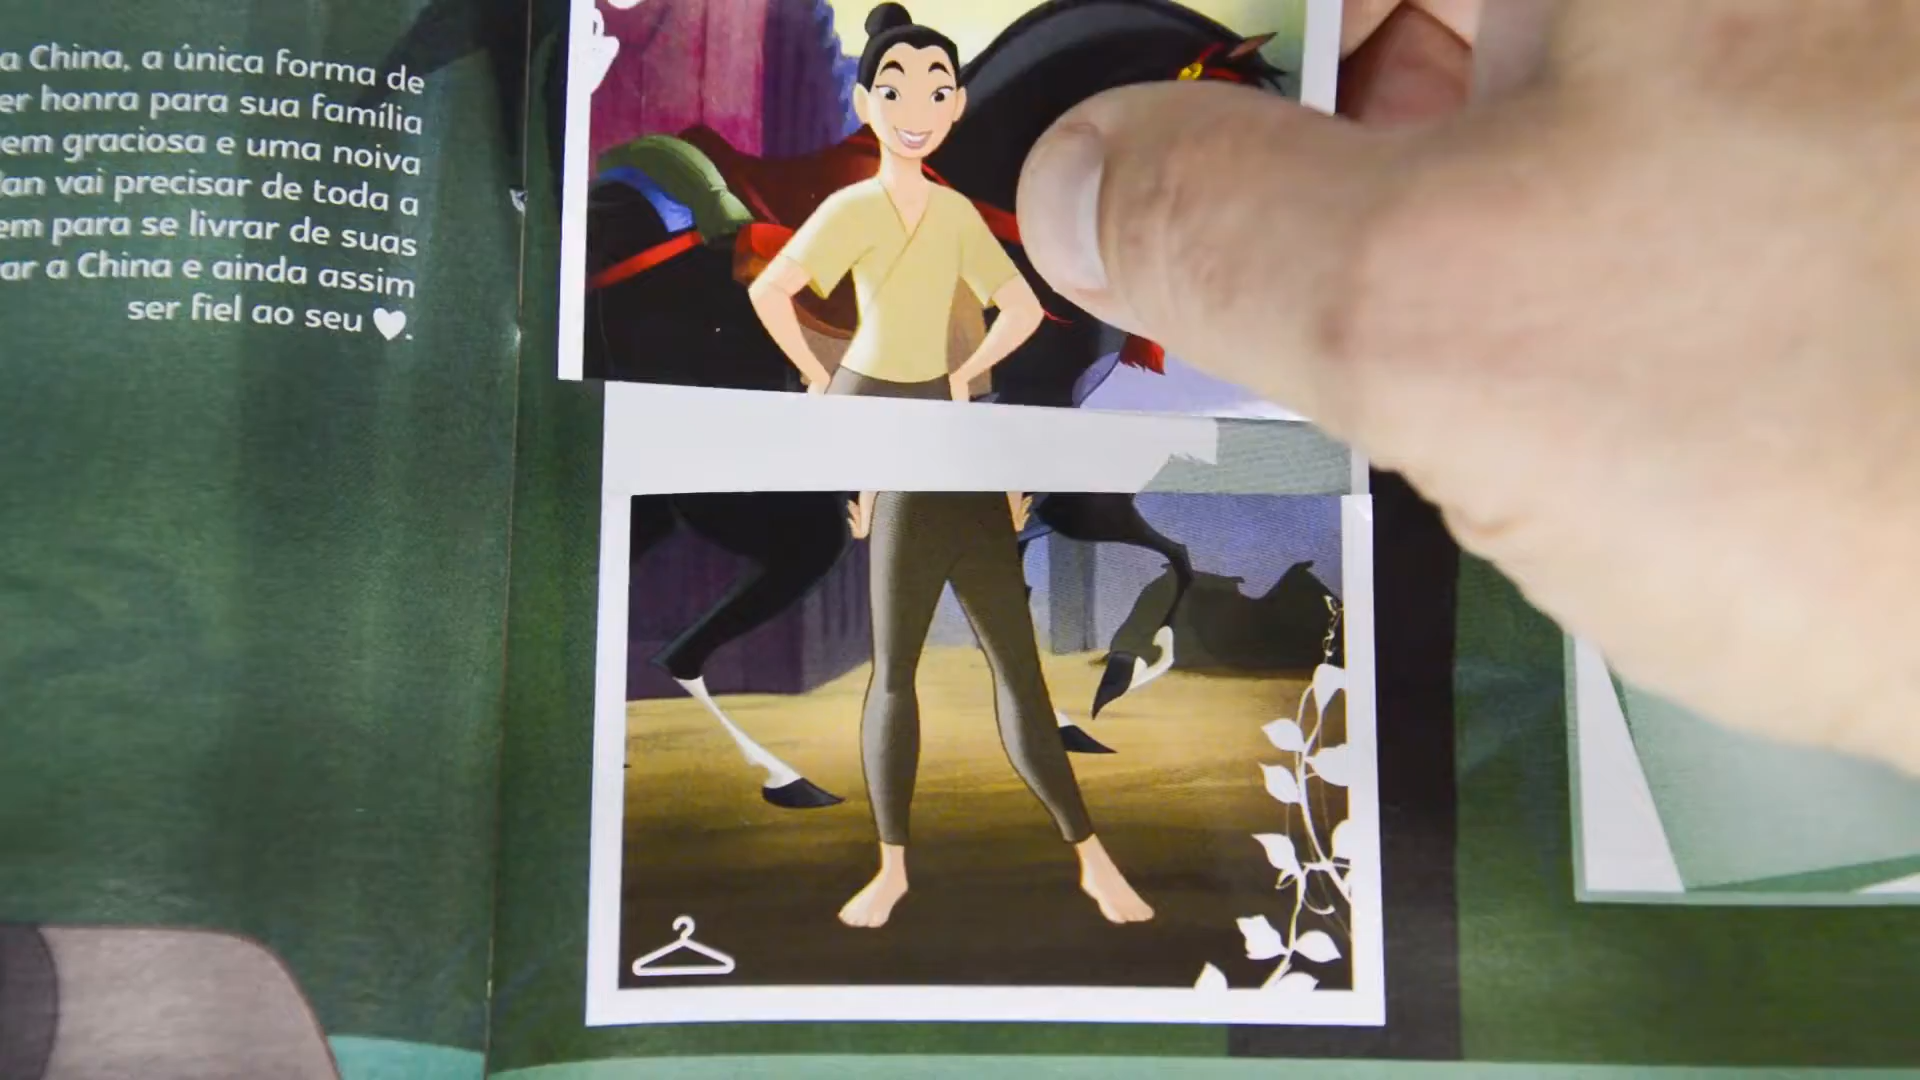 a China, a única forma de
er honra para sua família
em graciosa e uma noiva
lan vai precisar de toda a
em para se livrar de suas
ar a China e ainda assim
ser fiel ao seu ♥.